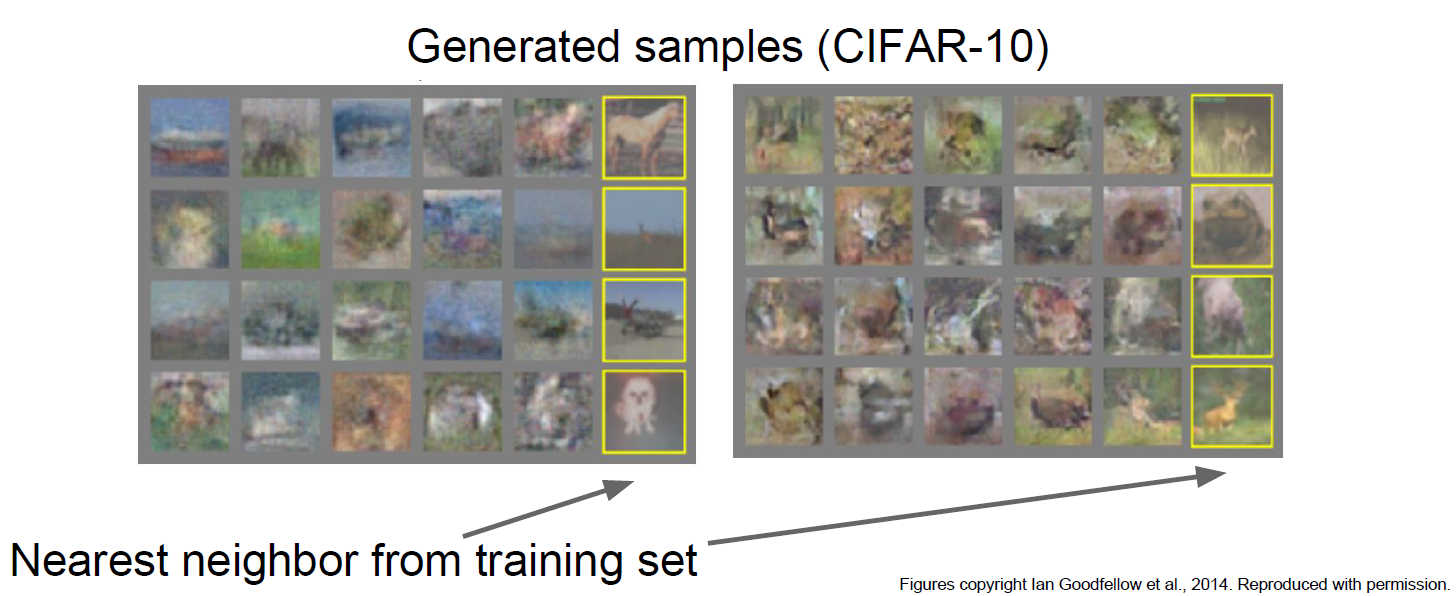 Generated samples (CIFAR-10)
Nearest neighbor from training set
Figures copyright Ian Goodfellow et al., 2014. Reproduced with permission.